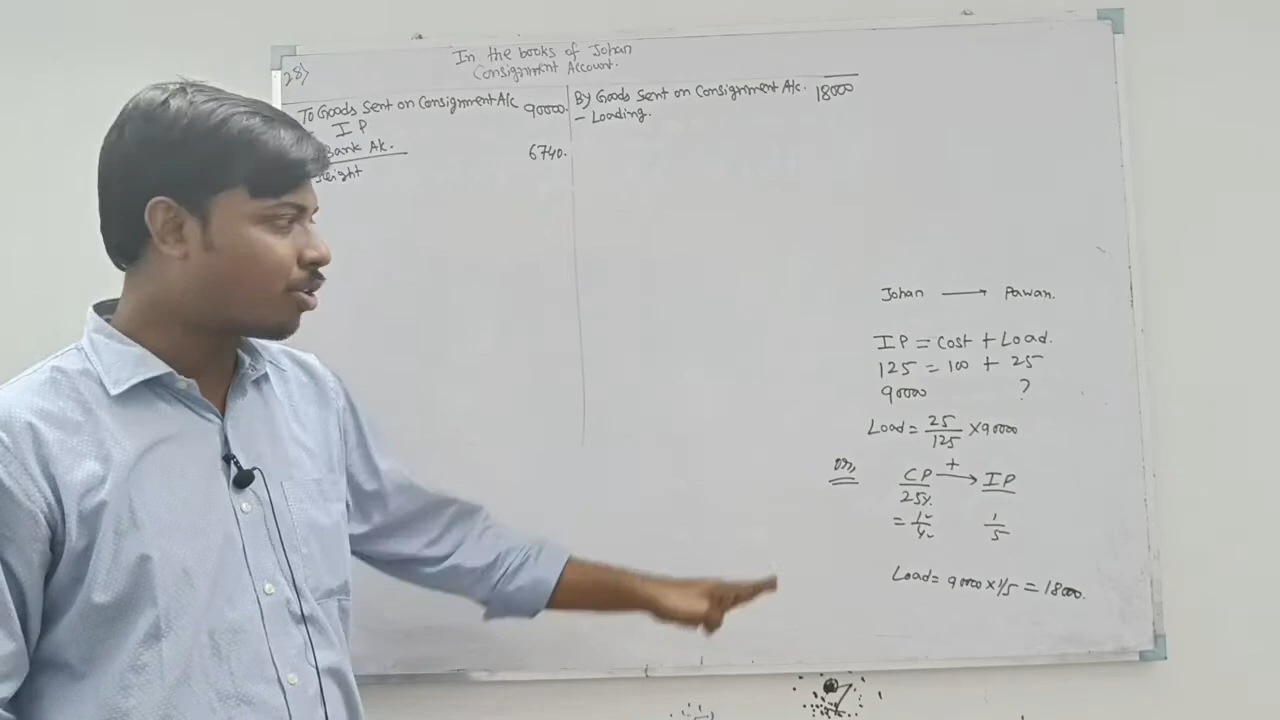 In the books of Johan
Consignment Account.
28)
To Goods sent on Consignment A/c 90000.
IP
Bank Ac. 6740.
By Goods sent on Consignment A/c. 18000
- Loading.
Johan → Pawan.
IP = Cost + Load.
125 = 100 + 25
90000 ?
Load = 25/125 × 90000
or,
CP + → IP
25%
= 1/4 1/5
Load = 90000 × 1/5 = 18000.